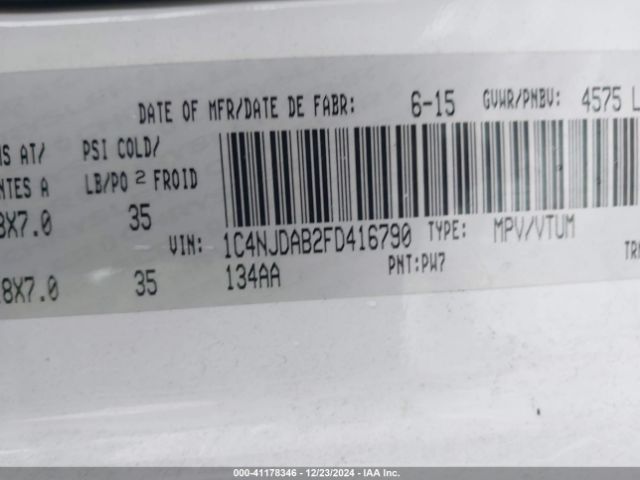 DATE OF MFR/DATE DE FABR: 6-15 GVWR/PNBV: 4575 L
MS AT/ PSI COLD/
NTES A LB/PO 2 FROID
8X7.0 35
VIN: 1C4NJDAB2FD416790 TYPE: MPV/VTUM
8X7.0 35 134AA PNT:PW7 TR
000-41178346 | 12/23/2024 - IAA Inc.